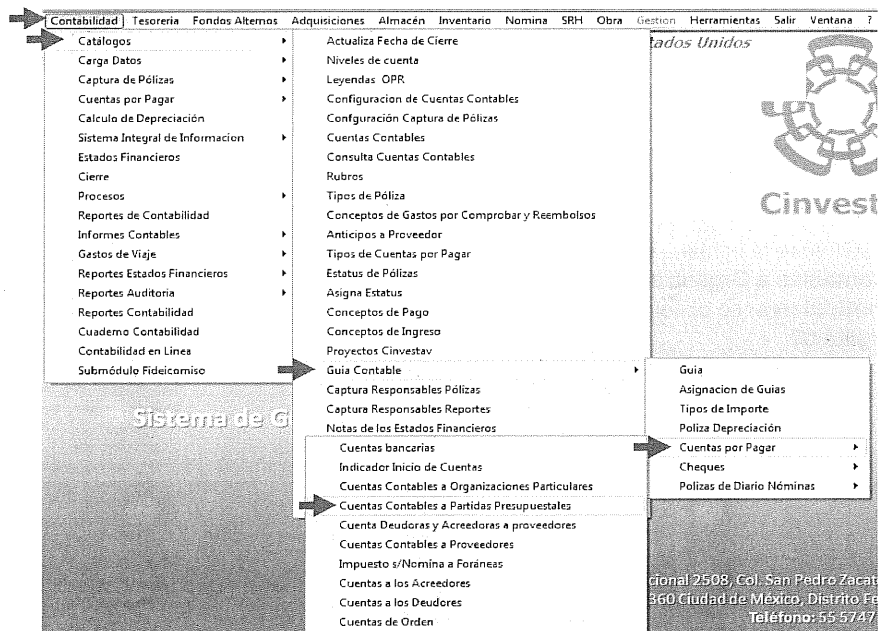 Contabilidad Tesoreria Fondos Alternos Adquisiciones Almacén Inventario Nomina SRH Obra Gestion Herramientas Salir Ventana ?
Catálogos
Carga Datos
Captura de Pólizas
Cuentas por Pagar
Calculo de Depreciación
Sistema Integral de Informacion
Estados Financieros
Cierre
Procesos
Reportes de Contabilidad
Informes Contables
Gastos de Viaje
Reportes Estados Financieros
Reportes Auditoria
Reportes Contabilidad
Cuaderno Contabilidad
Contabilidad en Linea
Submódulo Fideicomiso
Actualiza Fecha de Cierre
Niveles de cuenta
Leyendas OPR
Configuracion de Cuentas Contables
Confguración Captura de Pólizas
Cuentas Contables
Consulta Cuentas Contables
Rubros
Tipos de Póliza
Conceptos de Gastos por Comprobar y Reembolsos
Anticipos a Proveedor
Tipos de Cuentas por Pagar
Estatus de Pólizas
Asigna Estatus
Conceptos de Pago
Conceptos de Ingreso
Proyectos Cinvestav
Guia Contable
Captura Responsables Pólizas
Captura Responsables Reportes
Notas de los Estados Financieros
Guia
Asignacion de Guias
Tipos de Importe
Poliza Depreciación
Cuentas por Pagar
Cheques
Polizas de Diario Nóminas
Cuentas bancarias
Indicador Inicio de Cuentas
Cuentas Contables a Organizaciones Particulares
Cuentas Contables a Partidas Presupuestales
Cuenta Deudoras y Acreedoras a proveedores
Cuentas Contables a Proveedores
Impuesto s/Nomina a Foráneas
Cuentas a los Acreedores
Cuentas a los Deudores
Cuentas de Orden
tados Unidos
Cinvest
Sistema de G
cional 2508, Col. San Pedro Zacat
360 Ciudad de México, Distrito Fe
Teléfono: 55 5747